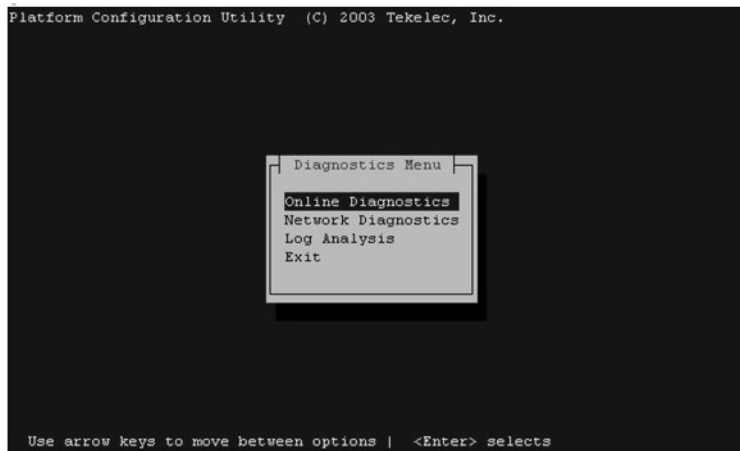 Platform Configuration Utility (C) 2003 Tekelec, Inc.
Diagnostics Menu
Online Diagnostics
Network Diagnostics
Log Analysis
Exit
Use arrow keys to move between options | <Enter> selects